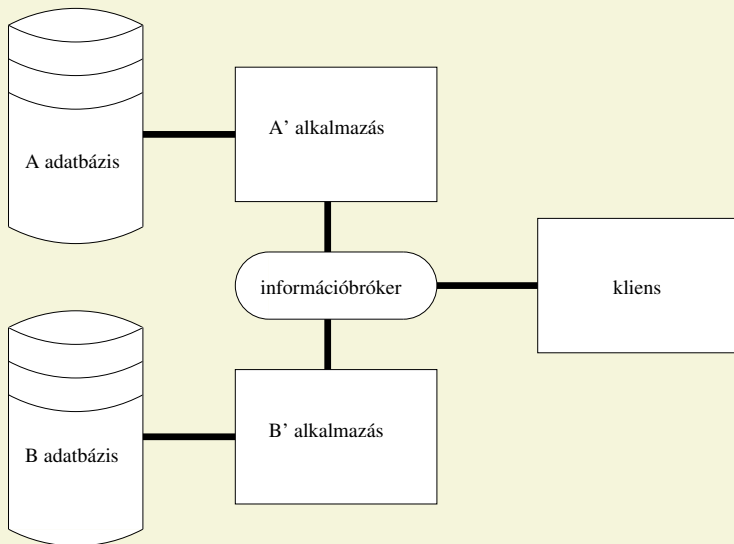 A' alkalmazás
A adatbázis
információbróker
kliens
B' alkalmazás
B adatbázis